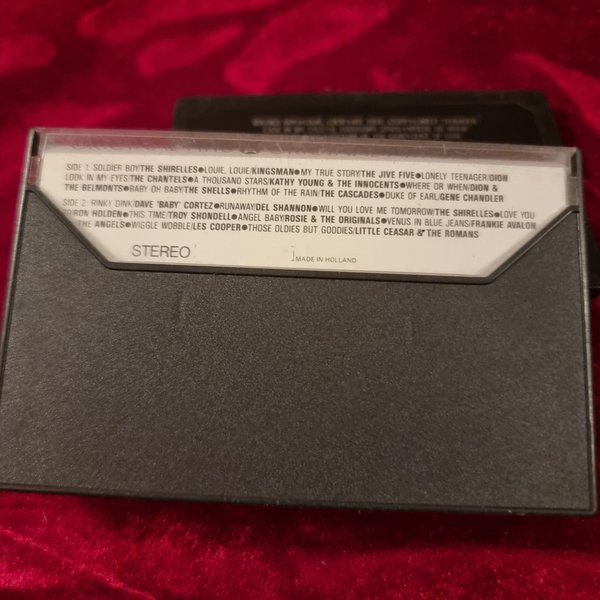 SIDE 1: SOLDIER BOY/THE SHIRELLES●LOUIE, LOUIE/KINGSMAN●MY TRUE STORY/THE JIVE FIVE●LONELY TEENAGER/DION
LOOK IN MY EYES/THE CHANTELS●A THOUSAND STARS/KATHY YOUNG & THE INNOCENTS●WHERE OR WHEN/DION &
THE BELMONTS●BABY OH BABY/THE SHELLS●RHYTHM OF THE RAIN/THE CASCADES●DUKE OF EARL/GENE CHANDLER
SIDE 2: RINKY DINK/DAVE 'BABY' CORTEZ●RUNAWAY/DEL SHANNON●WILL YOU LOVE ME TOMORROW/THE SHIRELLES●LOVE YOU
RON HOLDEN●THIS TIME/TROY SHONDELL●ANGEL BABY/ROSIE & THE ORIGINALS●VENUS IN BLUE JEANS/FRANKIE AVALON
THE ANGELS●WIGGLE WOBBLE/LES COOPER●THOSE OLDIES BUT GOODIES/LITTLE CEASAR & THE ROMANS
STEREO
MADE IN HOLLAND